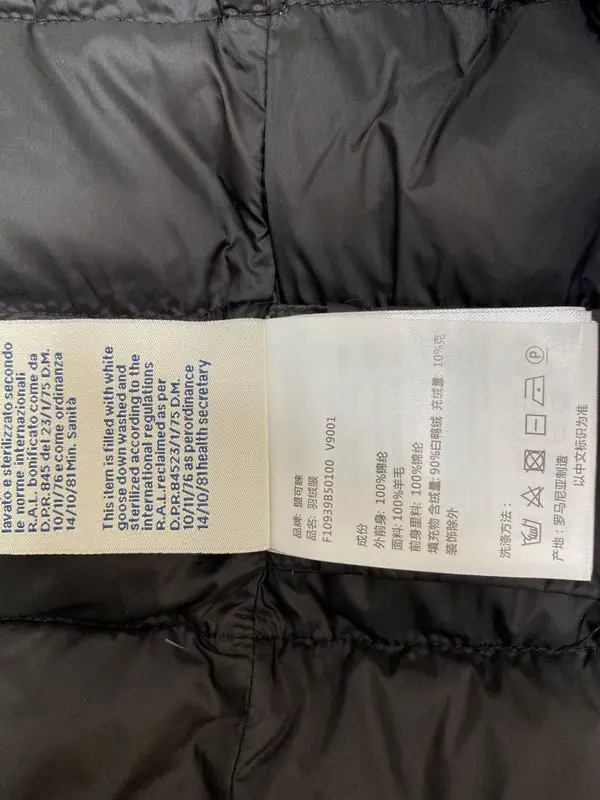 lavato e sterilizzato secondo
le norme internazionali
R.A.L. bonificato come da
D.P.R. 845 del 23/1/75 D.M.
10/11/76 e come ordinanza
14/10/81 Min. Sanità
This item is filled with white
goose down washed and
sterilized according to the
international regulations
R.A.L. reclaimed as per
D.P.R.84523/1/75 D.M.
10/11/76 as perordinance
14/10/81health secretary
品牌: 盟可睐
品名: 羽绒服
F10939B50100 V9001
成份
外前身: 100%锦纶
面料: 100%羊毛
前身里料: 100%锦纶
填充物 含绒量: 90%白鸭绒 充绒量: 10%克
装饰除外
洗涤方法:
产地: 罗马尼亚制造
以中文标识为准